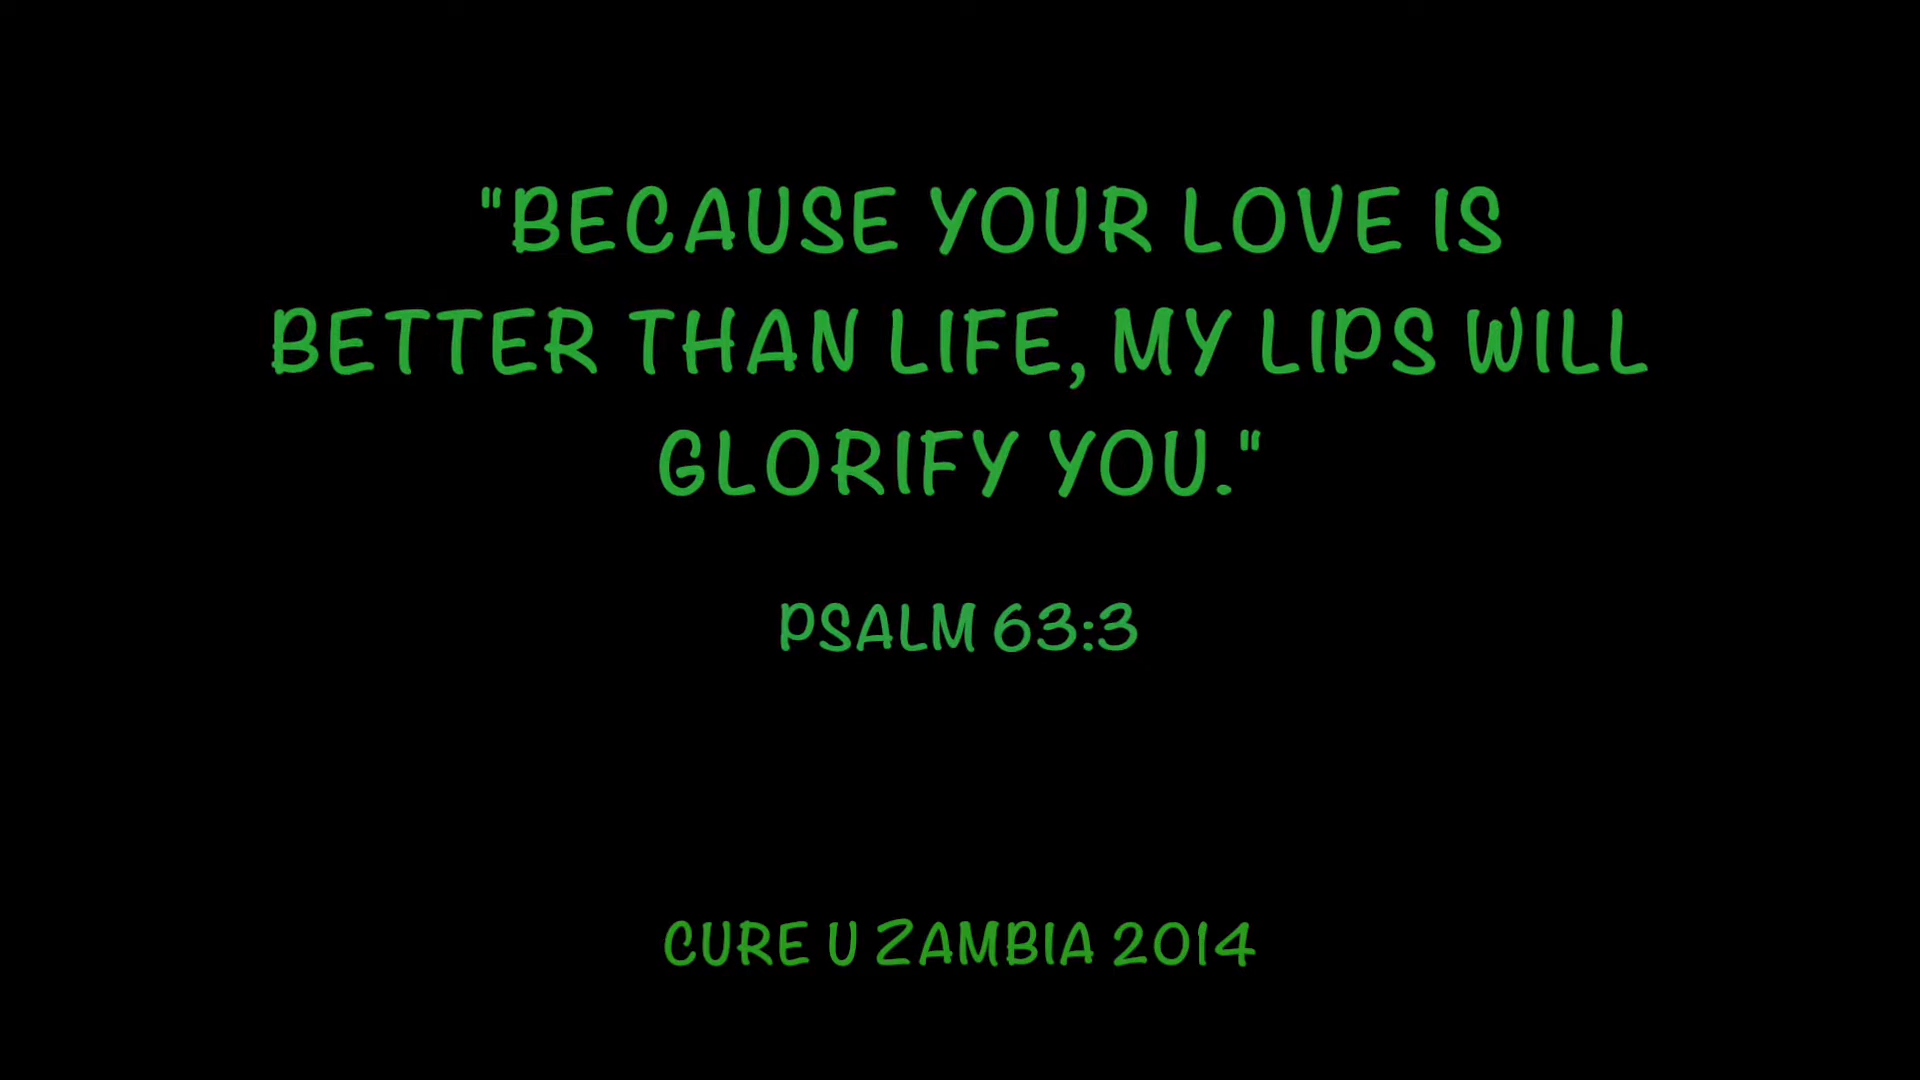 "BECAUSE YOUR LOVE IS
BETTER THAN LIFE, MY LIPS WILL
GLORIFY YOU."
PSALM 63:3
CURE U ZAMBIA 2014